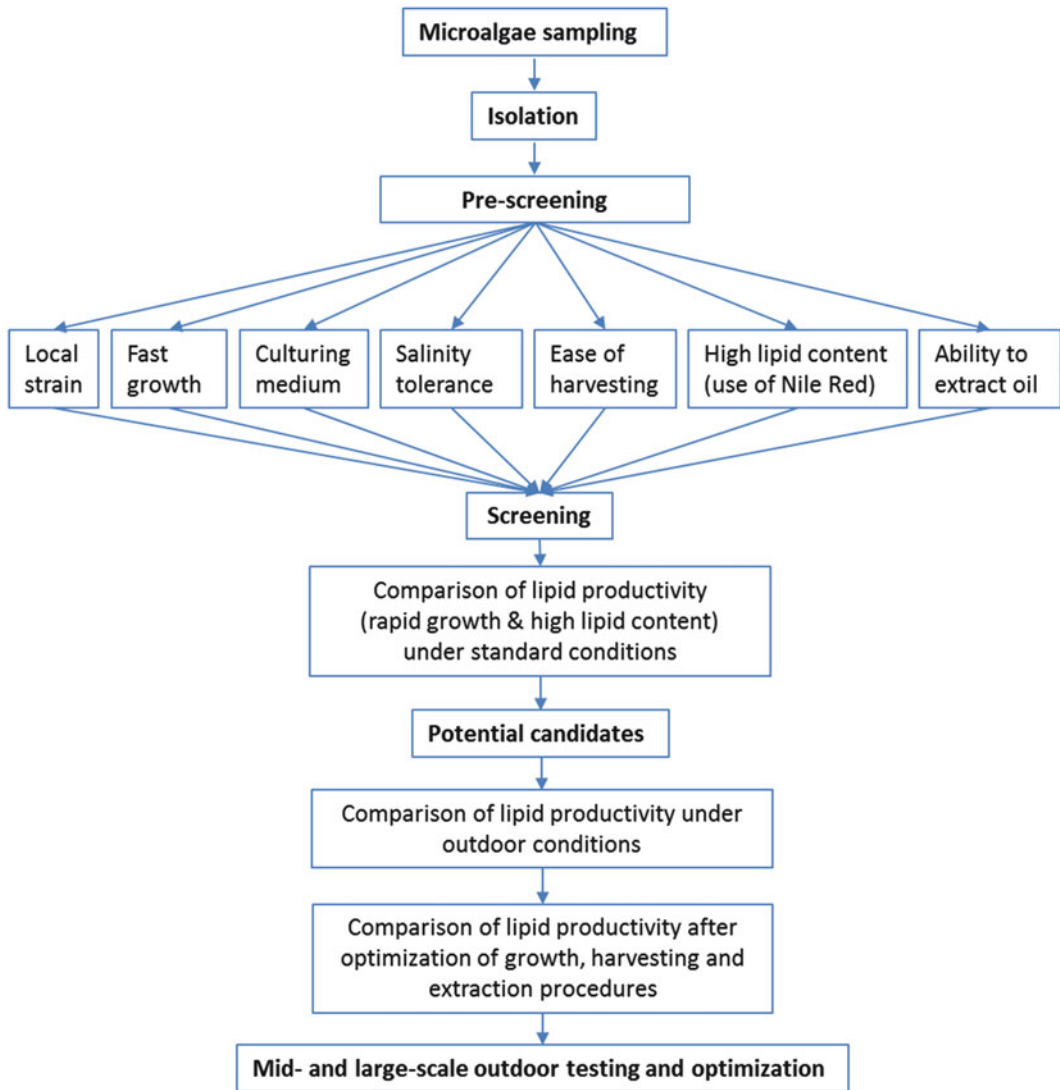 Microalgae sampling
Isolation
Pre-screening
Local
strain
Fast
growth
Culturing
medium
Salinity
tolerance
Ease of
harvesting
High lipid content
(use of Nile Red)
Ability to
extract oil
Screening
Comparison of lipid productivity
(rapid growth & high lipid content)
under standard conditions
Potential candidates
Comparison of lipid productivity under
outdoor conditions
Comparison of lipid productivity after
optimization of growth, harvesting and
extraction procedures
Mid- and large-scale outdoor testing and optimization